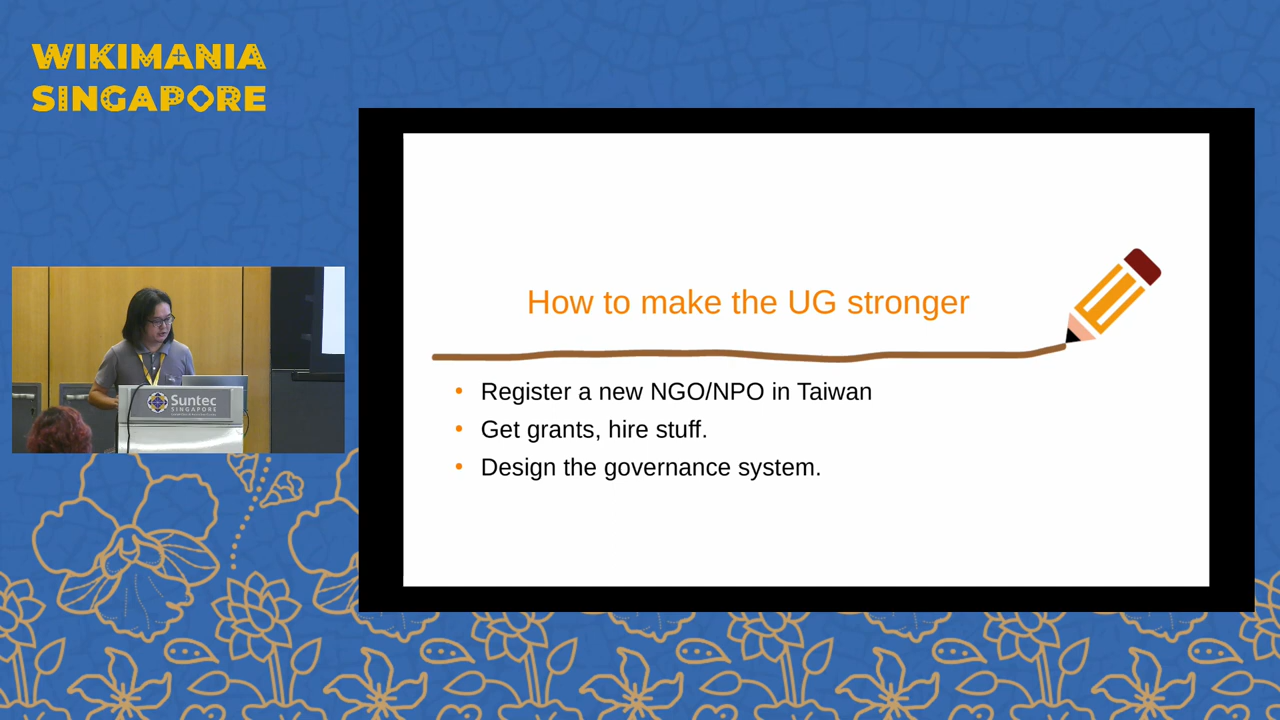 WIKIMANIA
SINGAPORE
How to make the UG stronger
• Register a new NGO/NPO in Taiwan
• Get grants, hire stuff.
• Design the governance system.
Suntec
SINGAPORE